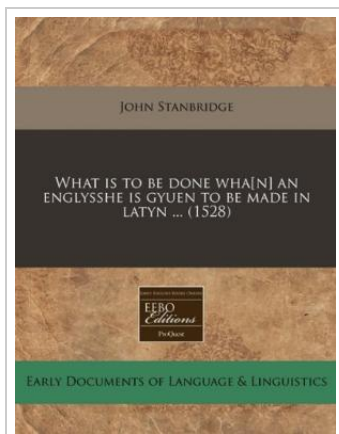 JOHN STANBRIDGE
WHAT IS TO BE DONE WHA[N] AN
ENGLYSSHE IS GYUEN TO BE MADE IN
LATYN ... (1528)
EEBO
Editions
PROQUEST
EARLY DOCUMENTS OF LANGUAGE & LINGUISTICS